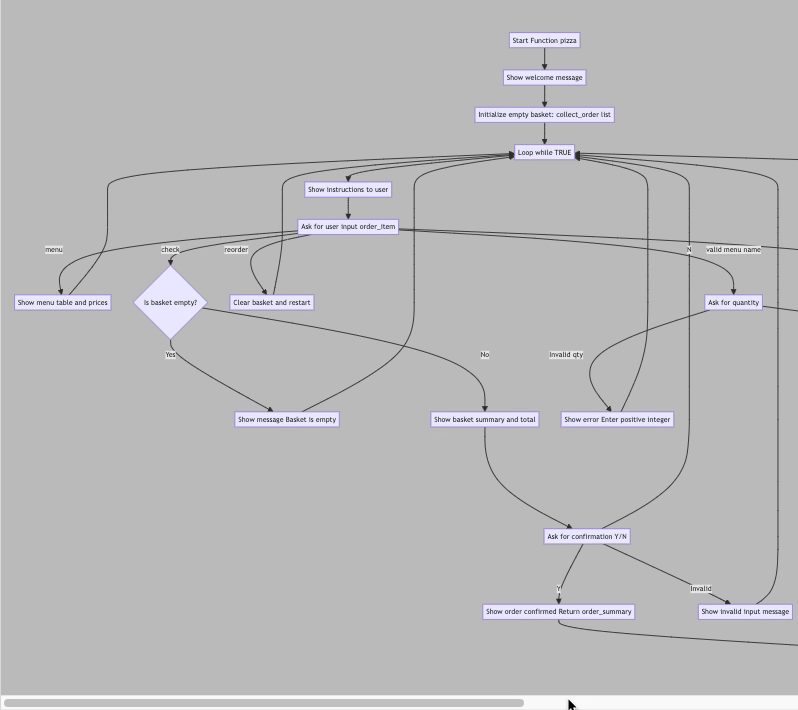 Start Function pizza
Show welcome message
Initialize empty basket: collect_order list
Loop while TRUE
Show instructions to user
Ask for user input order_item
menu
check
reorder
N
valid menu name
Show menu table and prices
Is basket empty?
Clear basket and restart
Ask for quantity
Yes
No
Invalid qty
Show message Basket is empty
Show basket summary and total
Show error Enter positive integer
Ask for confirmation Y/N
Y
Invalid
Show order confirmed Return order_summary
Show invalid input message